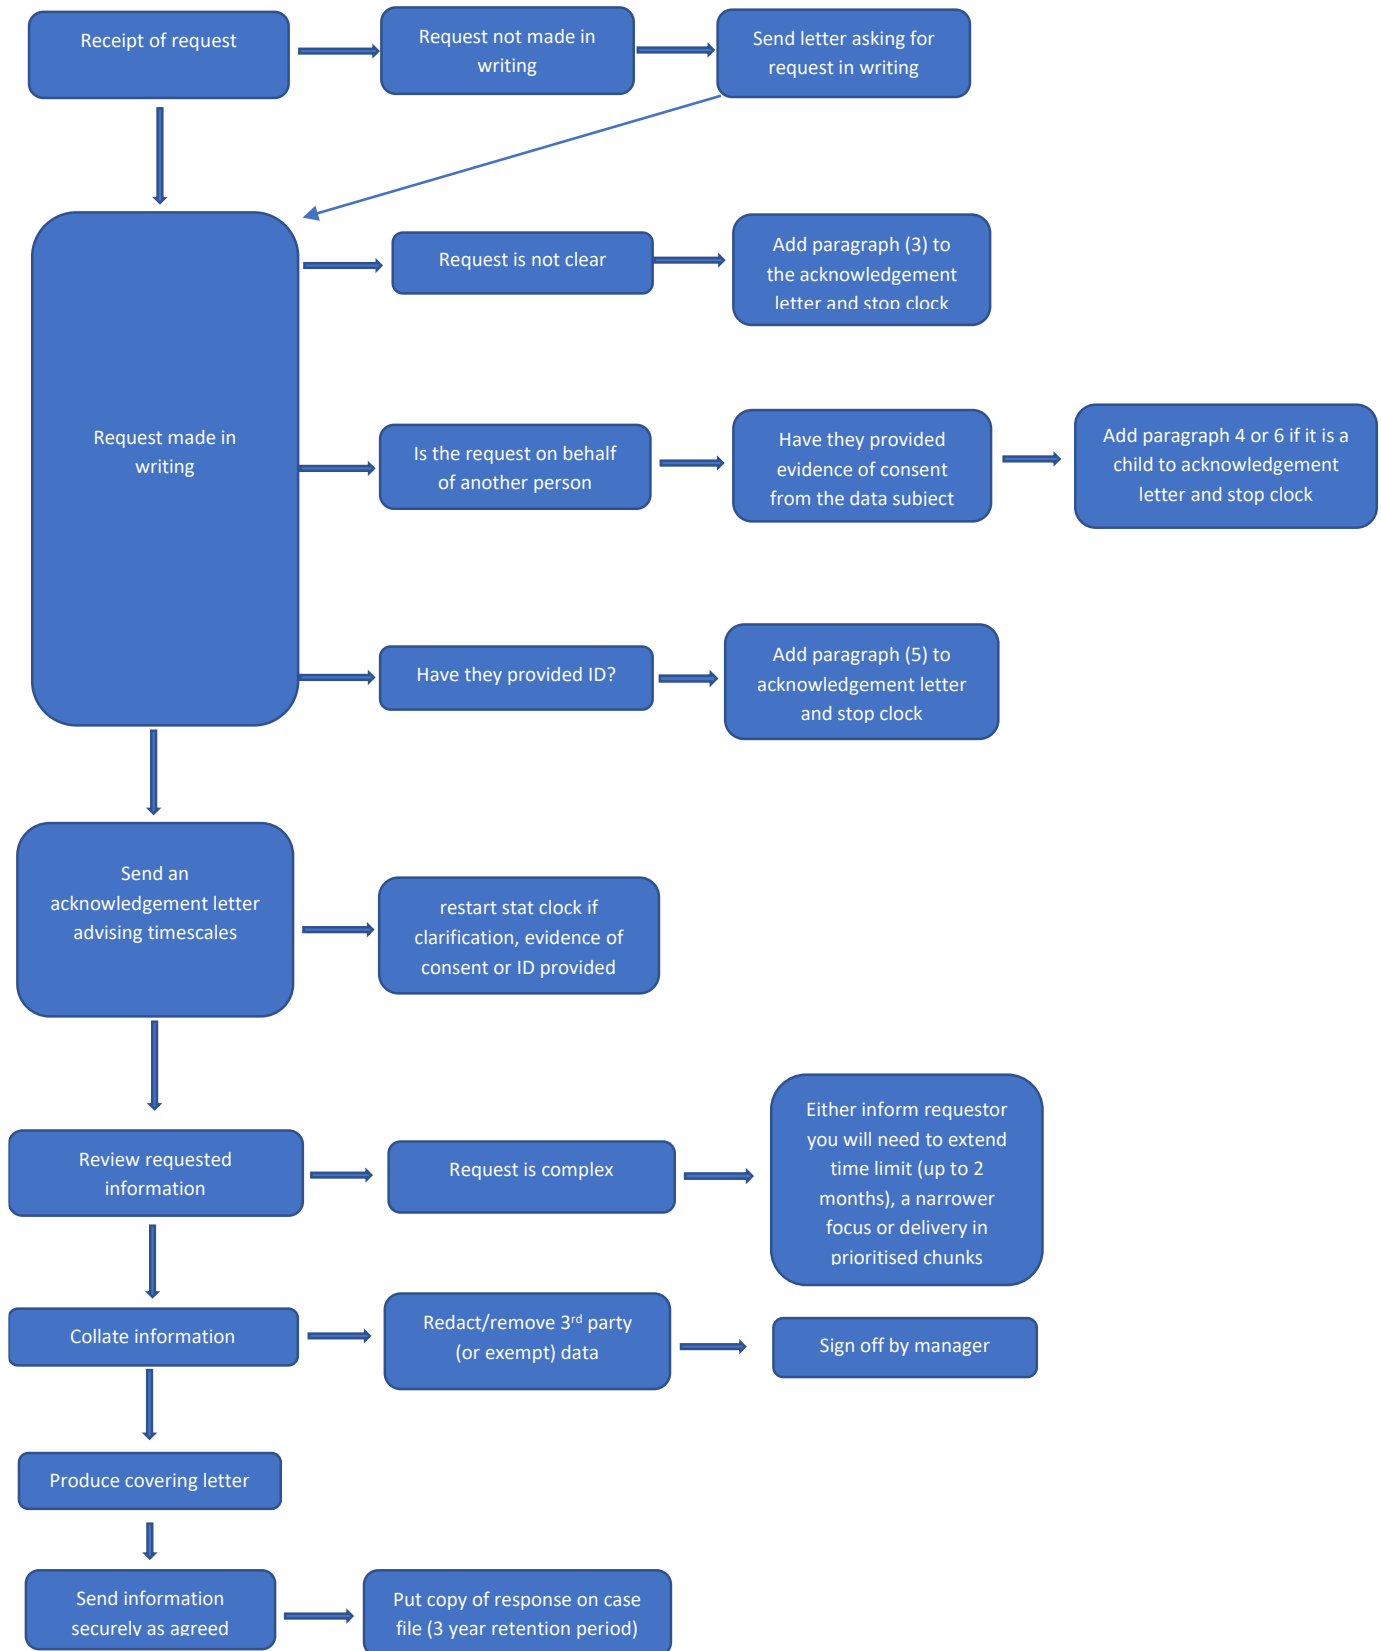 Receipt of request
Request not made in
writing
Send letter asking for
request in writing
Request is not clear
Add paragraph (3) to
the acknowledgement
letter and stop clock
Request made in
writing
Is the request on behalf
of another person
Have they provided
evidence of consent
from the data subject
Add paragraph 4 or 6 if it is a
child to acknowledgement
letter and stop clock
Have they provided ID?
Add paragraph (5) to
acknowledgement letter
and stop clock
Send an
acknowledgement letter
advising timescales
restart stat clock if
clarification, evidence of
consent or ID provided
Review requested
information
Request is complex
Either inform requestor
you will need to extend
time limit (up to 2
months), a narrower
focus or delivery in
prioritised chunks
Collate information
Redact/remove 3rd party
(or exempt) data
Sign off by manager
Produce covering letter
Send information
securely as agreed
Put copy of response on case
file (3 year retention period)